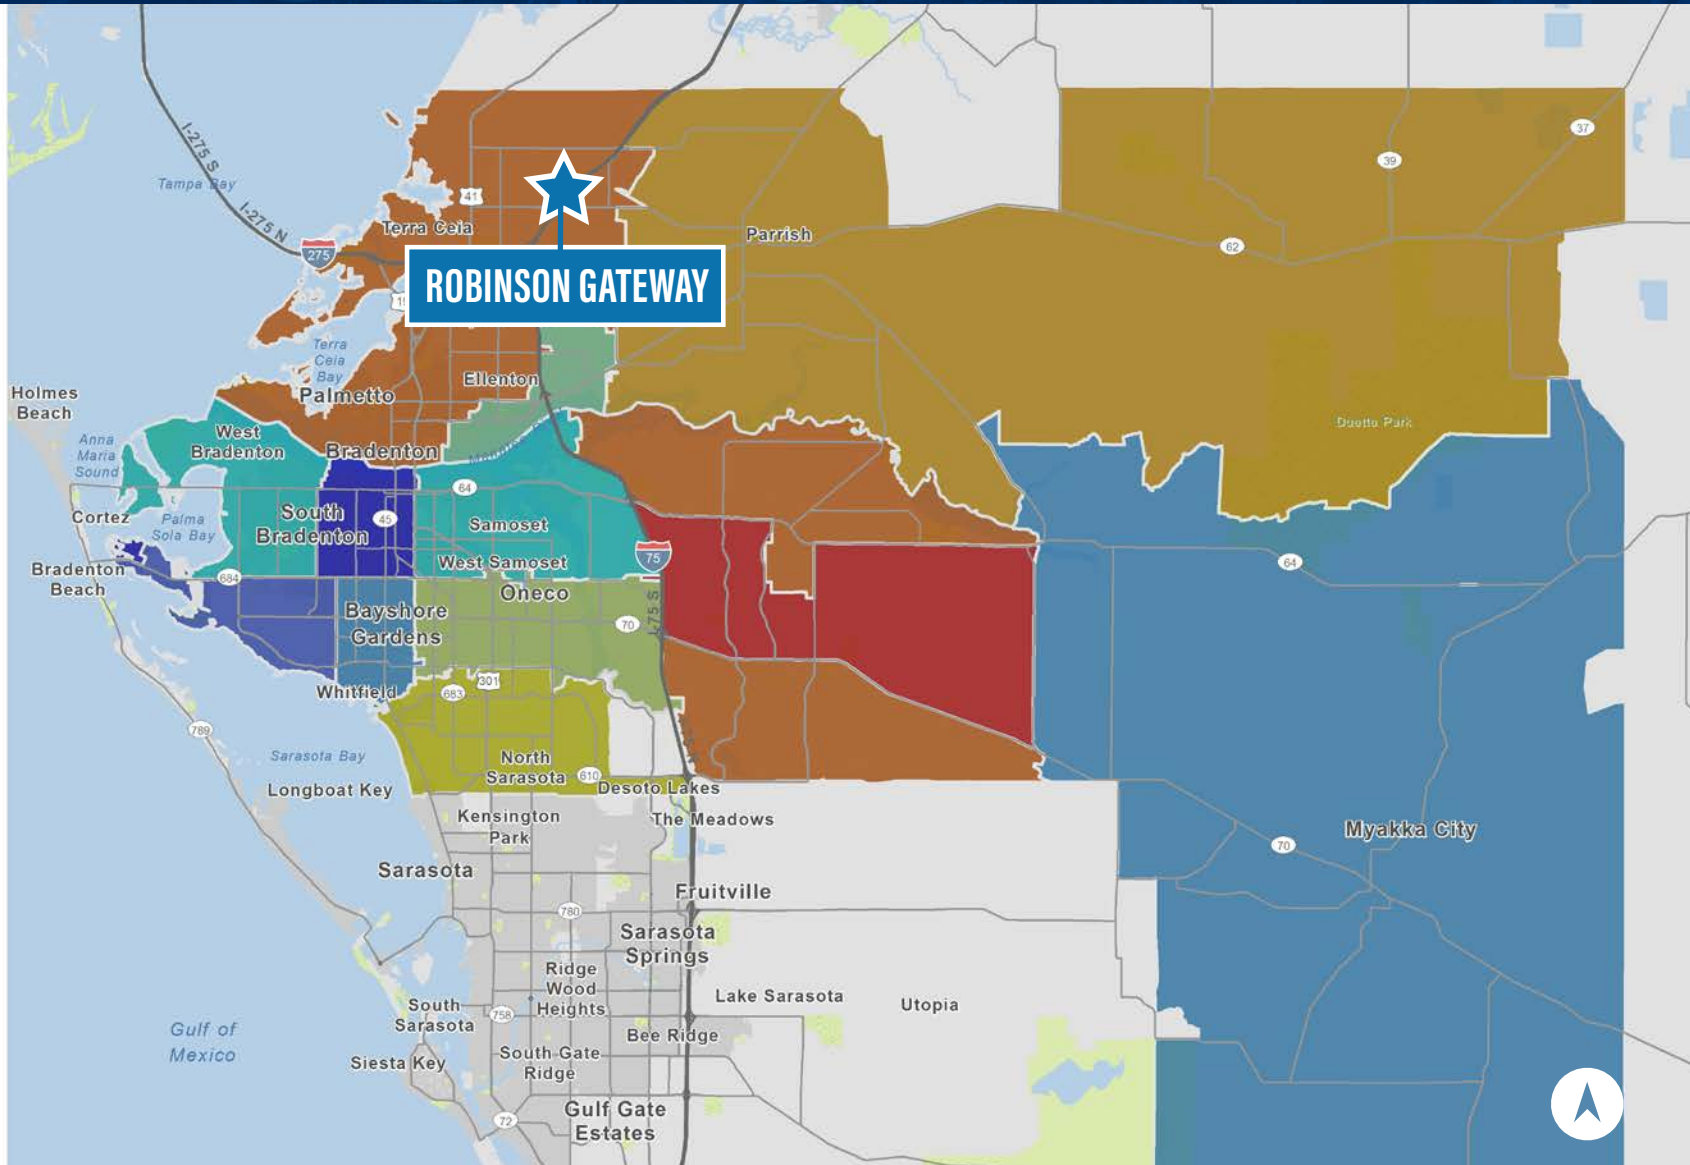 I-275 S
Tampa Bay
I-275 N
275
41
Terra Ceia
ROBINSON GATEWAY
Parrish
37
39
62
Terra
Ceia
Bay
Ellenton
Palmetto
Holmes
Beach
Duette Park
West
Bradenton
Bradenton
Anna
Maria
Sound
64
Cortez
Palma
Sola Bay
South
Bradenton
45
Samoset
West Samoset
75
64
Bradenton
Beach
684
Oneco
I-75 S
70
Bayshore
Gardens
Whitfield
683
301
789
Sarasota Bay
North
Sarasota
610
Longboat Key
Desoto Lakes
Kensington
Park
The Meadows
Myakka City
70
Sarasota
Fruitville
780
Sarasota
Springs
Ridge
Wood
Heights
Lake Sarasota
Utopia
South
Sarasota
758
Gulf of
Mexico
Bee Ridge
Siesta Key
South Gate
Ridge
72
Gulf Gate
Estates